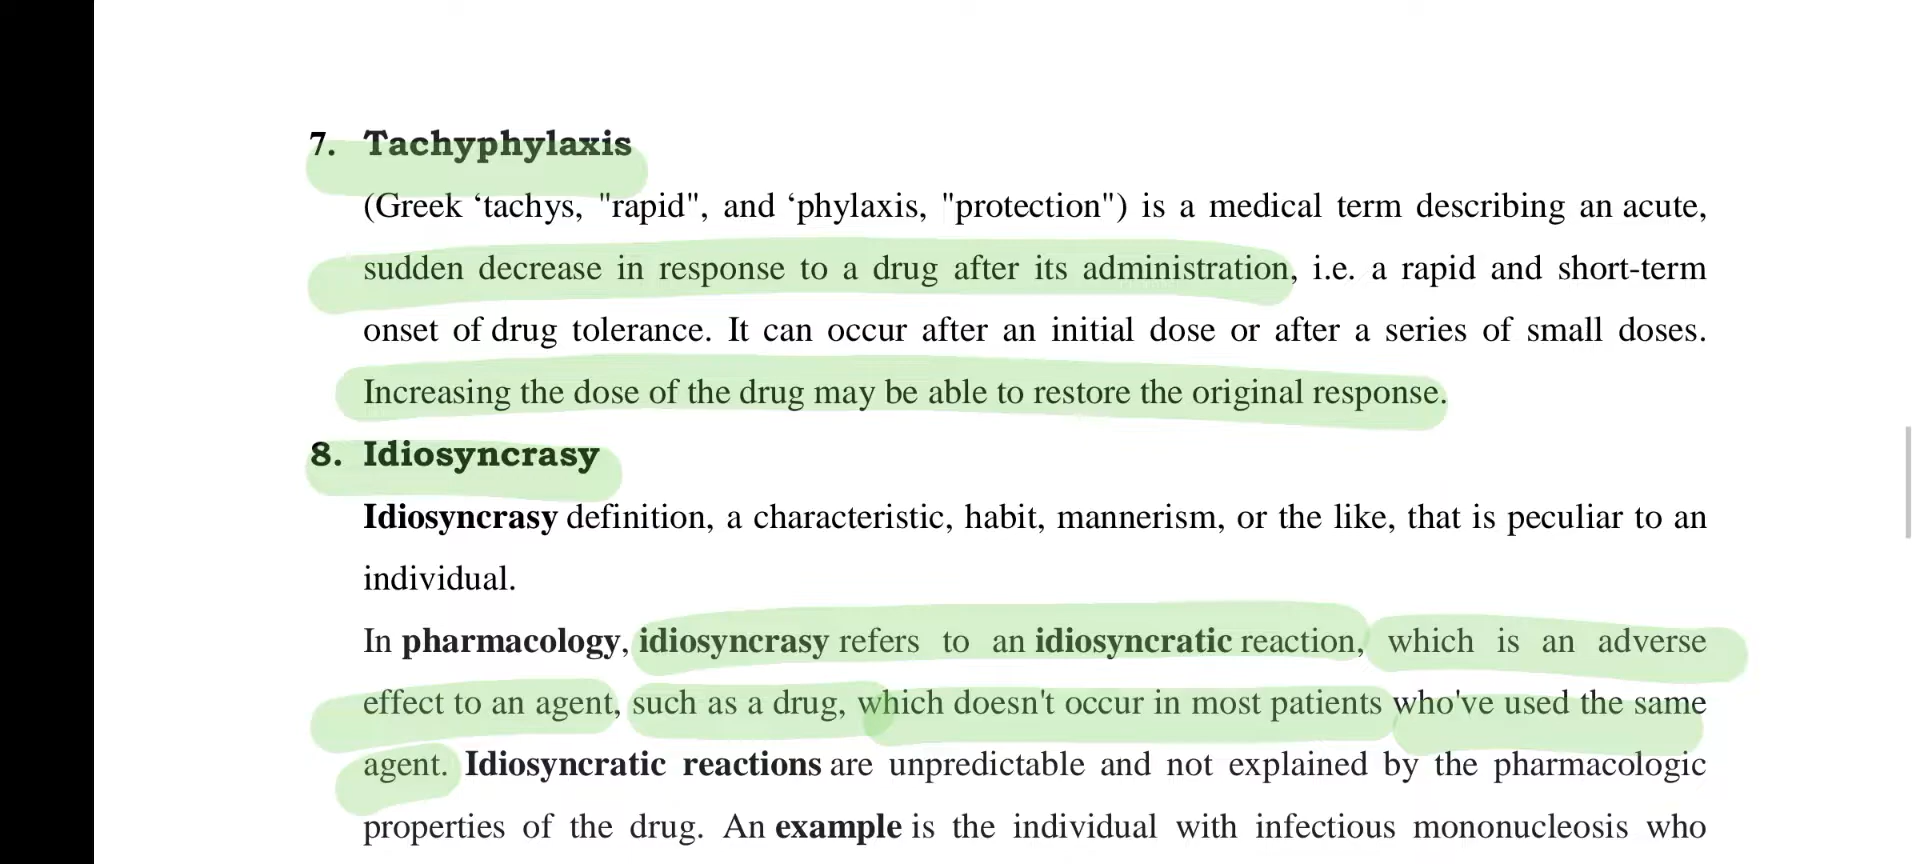 7. Tachyphylaxis
(Greek ‘tachys, "rapid", and ‘phylaxis, "protection") is a medical term describing an acute,
sudden decrease in response to a drug after its administration, i.e. a rapid and short-term
onset of drug tolerance. It can occur after an initial dose or after a series of small doses.
Increasing the dose of the drug may be able to restore the original response.
8. Idiosyncrasy
Idiosyncrasy definition, a characteristic, habit, mannerism, or the like, that is peculiar to an
individual.
In pharmacology, idiosyncrasy refers to an idiosyncratic reaction, which is an adverse
effect to an agent, such as a drug, which doesn't occur in most patients who've used the same
agent. Idiosyncratic reactions are unpredictable and not explained by the pharmacologic
properties of the drug. An example is the individual with infectious mononucleosis who